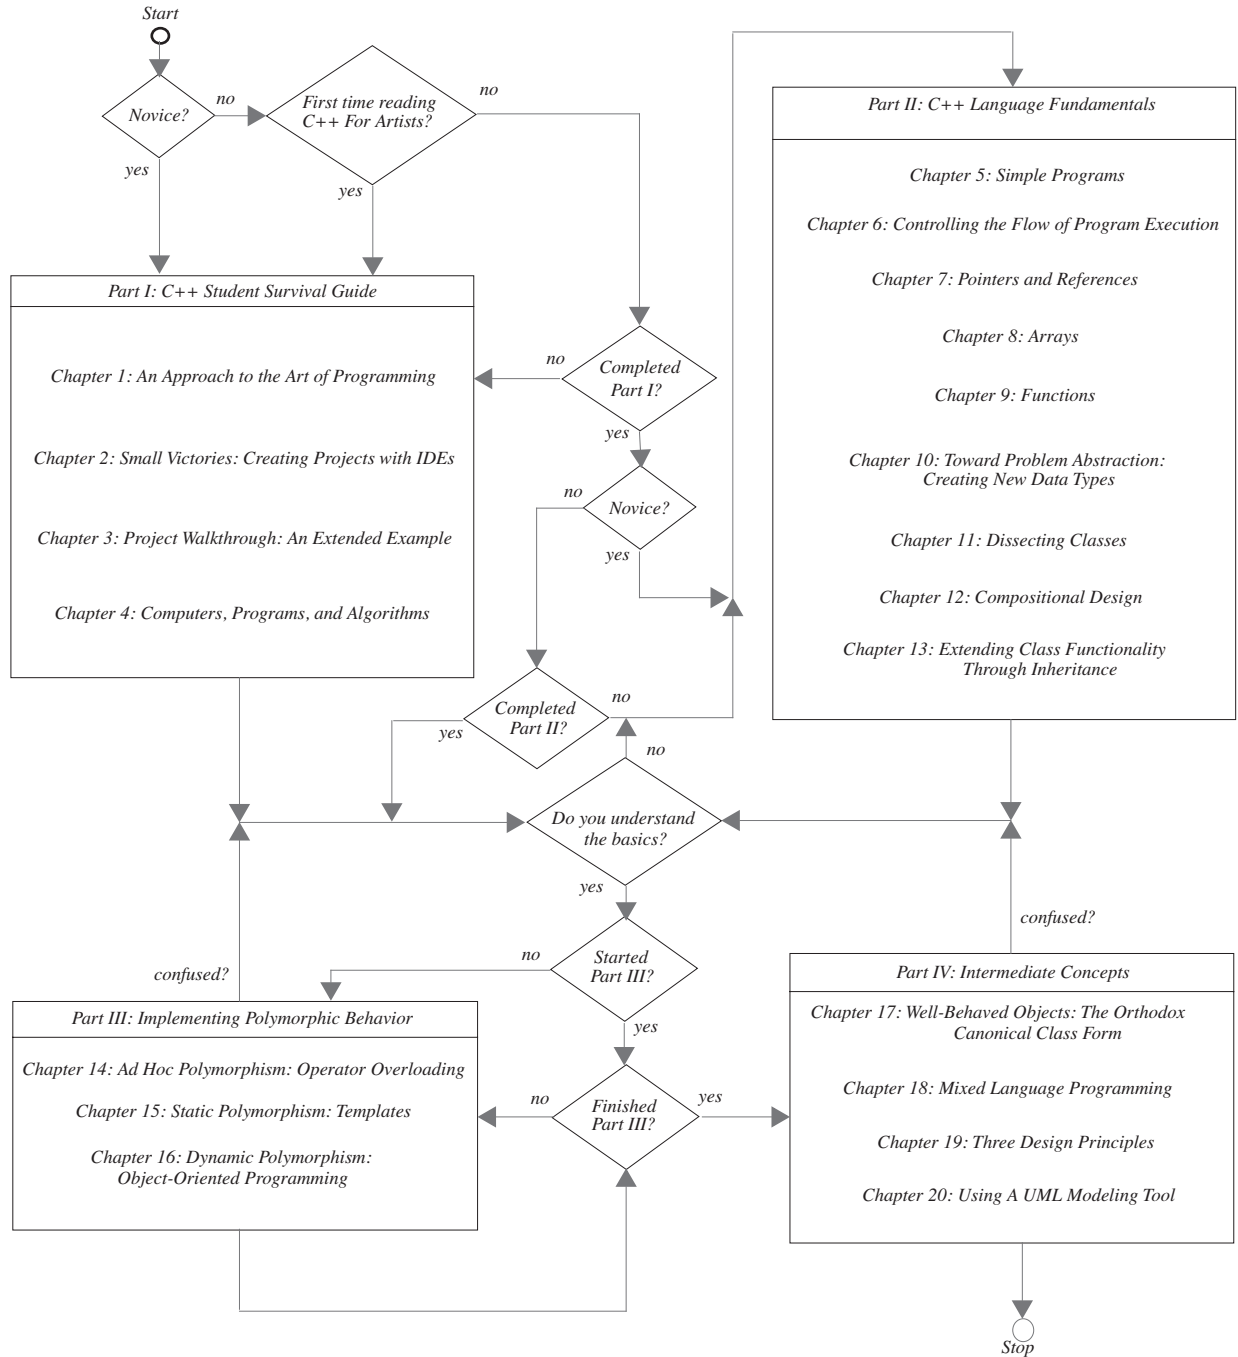 Start
Novice?
no
yes
First time reading
C++ For Artists?
no
yes
Part I: C++ Student Survival Guide
Chapter 1: An Approach to the Art of Programming
Chapter 2: Small Victories: Creating Projects with IDEs
Chapter 3: Project Walkthrough: An Extended Example
Chapter 4: Computers, Programs, and Algorithms
Completed
Part I?
no
yes
Novice?
no
yes
Completed
Part II?
no
yes
Part II: C++ Language Fundamentals
Chapter 5: Simple Programs
Chapter 6: Controlling the Flow of Program Execution
Chapter 7: Pointers and References
Chapter 8: Arrays
Chapter 9: Functions
Chapter 10: Toward Problem Abstraction:
Creating New Data Types
Chapter 11: Dissecting Classes
Chapter 12: Compositional Design
Chapter 13: Extending Class Functionality
Through Inheritance
no
Do you understand
the basics?
yes
Started
Part III?
no
yes
confused?
Part III: Implementing Polymorphic Behavior
Chapter 14: Ad Hoc Polymorphism: Operator Overloading
Chapter 15: Static Polymorphism: Templates
Chapter 16: Dynamic Polymorphism:
Object-Oriented Programming
no
Finished
Part III?
yes
confused?
Part IV: Intermediate Concepts
Chapter 17: Well-Behaved Objects: The Orthodox
Canonical Class Form
Chapter 18: Mixed Language Programming
Chapter 19: Three Design Principles
Chapter 20: Using A UML Modeling Tool
Stop